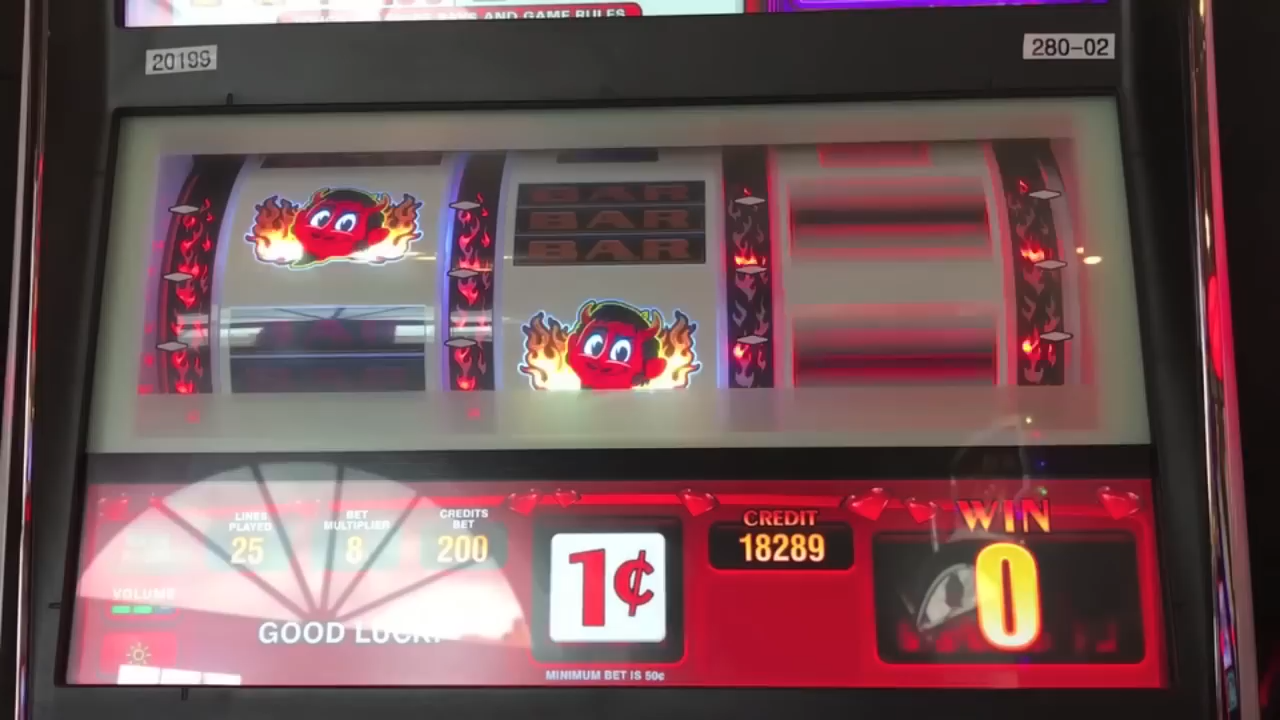 PAYS AND GAME RULES
20199
280-02
BAR
BAR
BAR
LINES PLAYED
25
BET MULTIPLIER
8
CREDITS BET
200
1¢
CREDIT
18289
WIN
0
VOLUME
GOOD LUCK!
MINIMUM BET IS 50¢